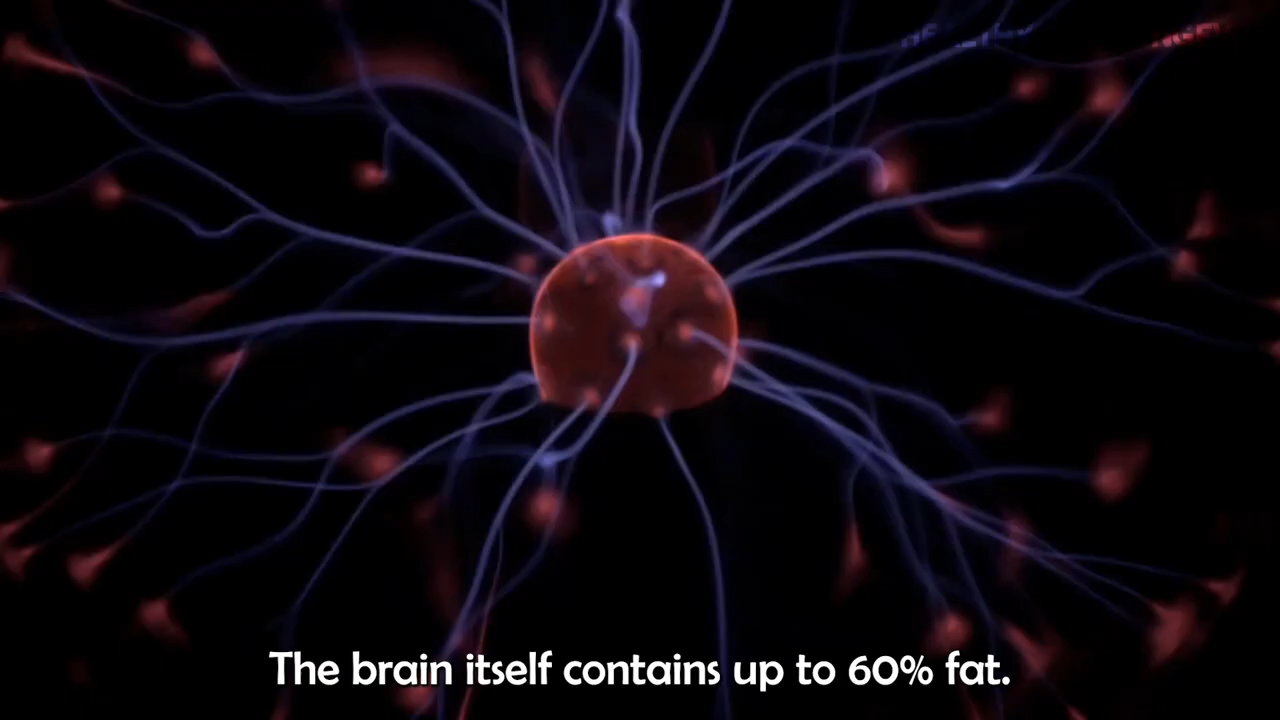 The brain itself contains up to 60% fat.